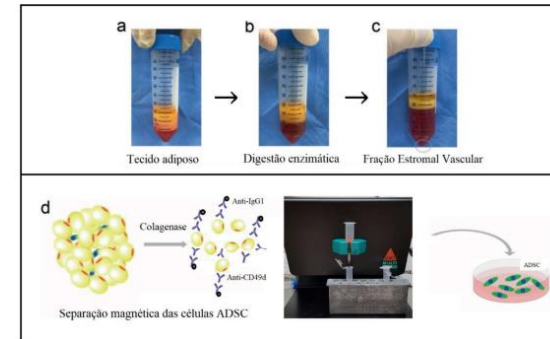 a
b
c
Tecido adiposo
Digestão enzimática
Fração Estromal Vascular
d
Anti-IgG1
Colagenase
Anti-CD49d
ADSC
Separação magnética das células ADSC